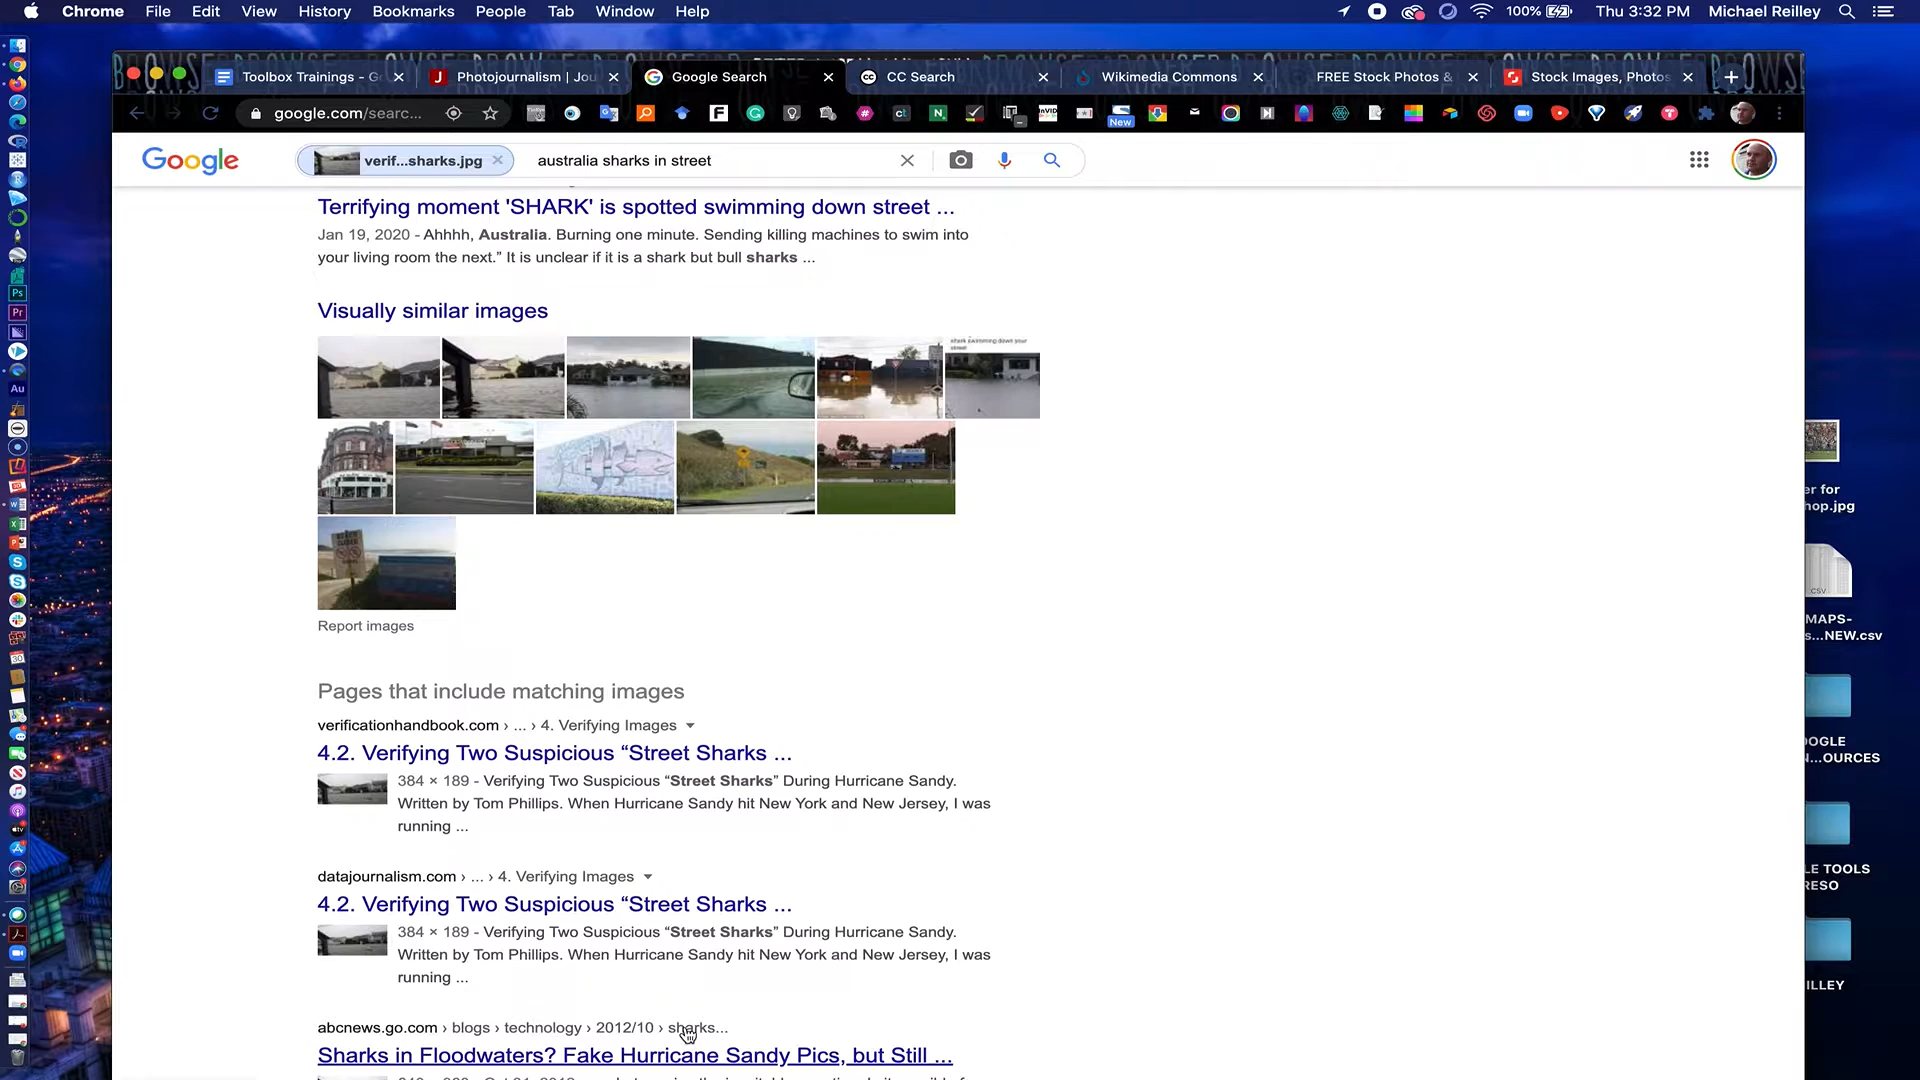 Chrome File Edit View History Bookmarks People Tab Window Help 100% Thu 3:32 PM Michael Reilley
Toolbox Trainings - G
Photojournalism | Jou
Google Search
CC Search
Wikimedia Commons
FREE Stock Photos &
Stock Images, Photos
google.com/searc...
New
Google
verif...sharks.jpg
australia sharks in street
Terrifying moment 'SHARK' is spotted swimming down street ...
Jan 19, 2020 - Ahhhh, Australia. Burning one minute. Sending killing machines to swim into
your living room the next.” It is unclear if it is a shark but bull sharks ...
Visually similar images
shark swimming down your
street
Report images
Pages that include matching images
verificationhandbook.com › ... › 4. Verifying Images
4.2. Verifying Two Suspicious “Street Sharks ...
384 × 189 - Verifying Two Suspicious “Street Sharks” During Hurricane Sandy.
Written by Tom Phillips. When Hurricane Sandy hit New York and New Jersey, I was
running ...
datajournalism.com › ... › 4. Verifying Images
4.2. Verifying Two Suspicious “Street Sharks ...
384 × 189 - Verifying Two Suspicious “Street Sharks” During Hurricane Sandy.
Written by Tom Phillips. When Hurricane Sandy hit New York and New Jersey, I was
running ...
abcnews.go.com › blogs › technology › 2012/10 › sharks...
Sharks in Floodwaters? Fake Hurricane Sandy Pics, but Still ...
er for
hop.jpg
.CSV
MAPS-
s...NEW.csv
OGLE
N...OURCES
LE TOOLS
RESO
ILLEY
Ps
Pr
Au